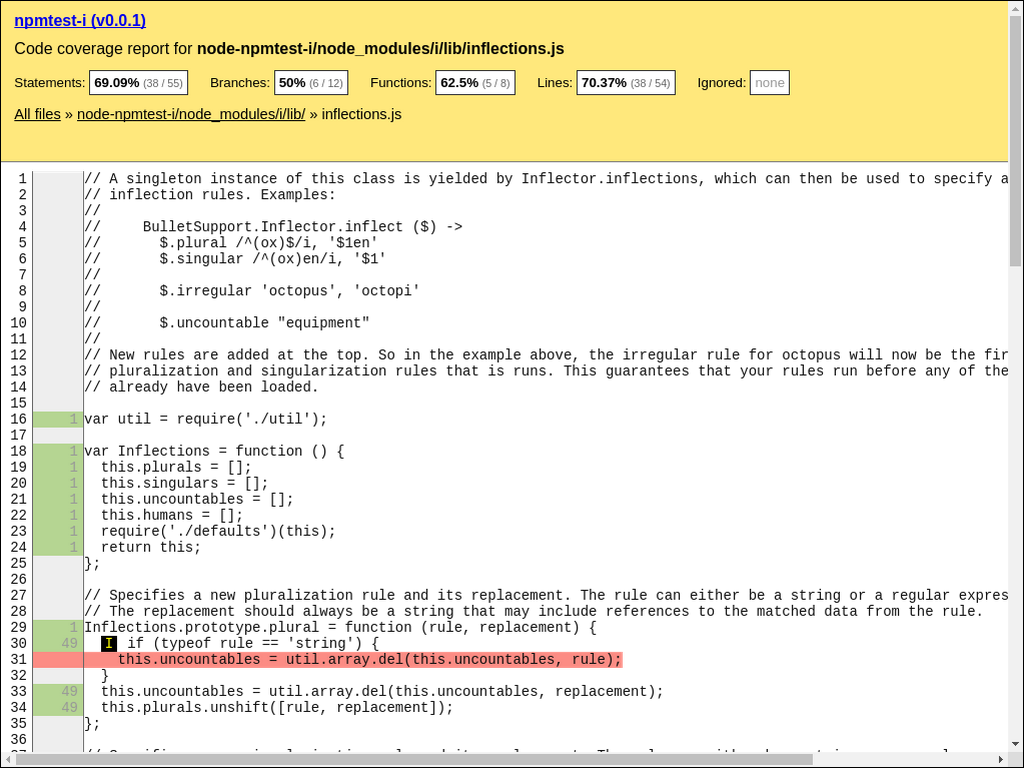 npmtest-i (v0.0.1)
Code coverage report for node-npmtest-i/node_modules/i/lib/inflections.js
Statements: 69.09% (38 / 55) Branches: 50% (6 / 12) Functions: 62.5% (5 / 8) Lines: 70.37% (38 / 54) Ignored: none
All files » node-npmtest-i/node_modules/i/lib/ » inflections.js
1 // A singleton instance of this class is yielded by Inflector.inflections, which can then be used to specify a
2 // inflection rules. Examples:
3 //
4 //     BulletSupport.Inflector.inflect ($) ->
5 //       $.plural /^(ox)$/i, '$1en'
6 //       $.singular /^(ox)en/i, '$1'
7 //
8 //       $.irregular 'octopus', 'octopi'
9 //
10 //       $.uncountable "equipment"
11 //
12 // New rules are added at the top. So in the example above, the irregular rule for octopus will now be the fir
13 // pluralization and singularization rules that is runs. This guarantees that your rules run before any of the
14 // already have been loaded.
15
16 1 var util = require('./util');
17
18 1 var Inflections = function () {
19 1   this.plurals = [];
20 1   this.singulars = [];
21 1   this.uncountables = [];
22 1   this.humans = [];
23 1   require('./defaults')(this);
24 1   return this;
25 };
26
27 // Specifies a new pluralization rule and its replacement. The rule can either be a string or a regular expres
28 // The replacement should always be a string that may include references to the matched data from the rule.
29 1 Inflections.prototype.plural = function (rule, replacement) {
30 49   I if (typeof rule == 'string') {
31     this.uncountables = util.array.del(this.uncountables, rule);
32   }
33 49   this.uncountables = util.array.del(this.uncountables, replacement);
34 49   this.plurals.unshift([rule, replacement]);
35 };
36